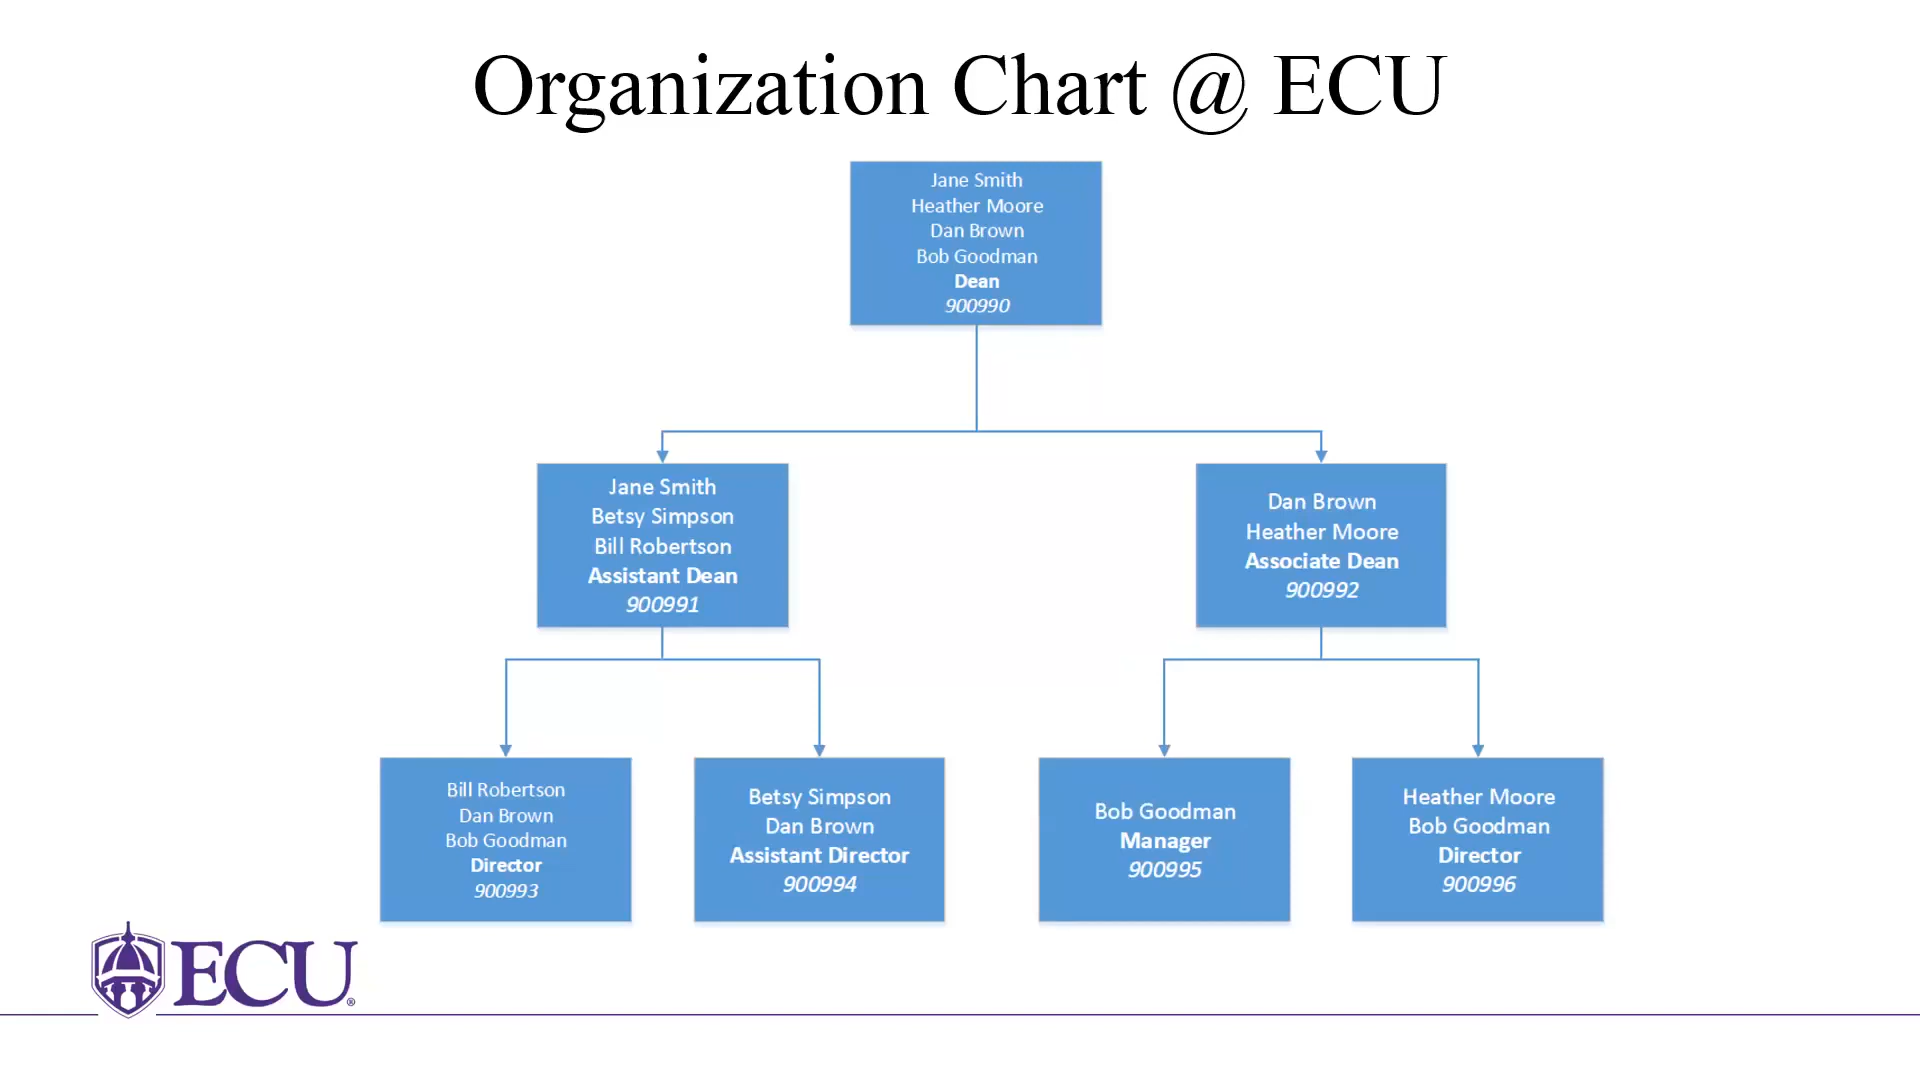 Organization Chart @ ECU
Jane Smith
Heather Moore
Dan Brown
Bob Goodman
Dean
900990
Jane Smith
Betsy Simpson
Bill Robertson
Assistant Dean
900991
Dan Brown
Heather Moore
Associate Dean
900992
Bill Robertson
Dan Brown
Bob Goodman
Director
900993
Betsy Simpson
Dan Brown
Assistant Director
900994
Bob Goodman
Manager
900995
Heather Moore
Bob Goodman
Director
900996
ECU®